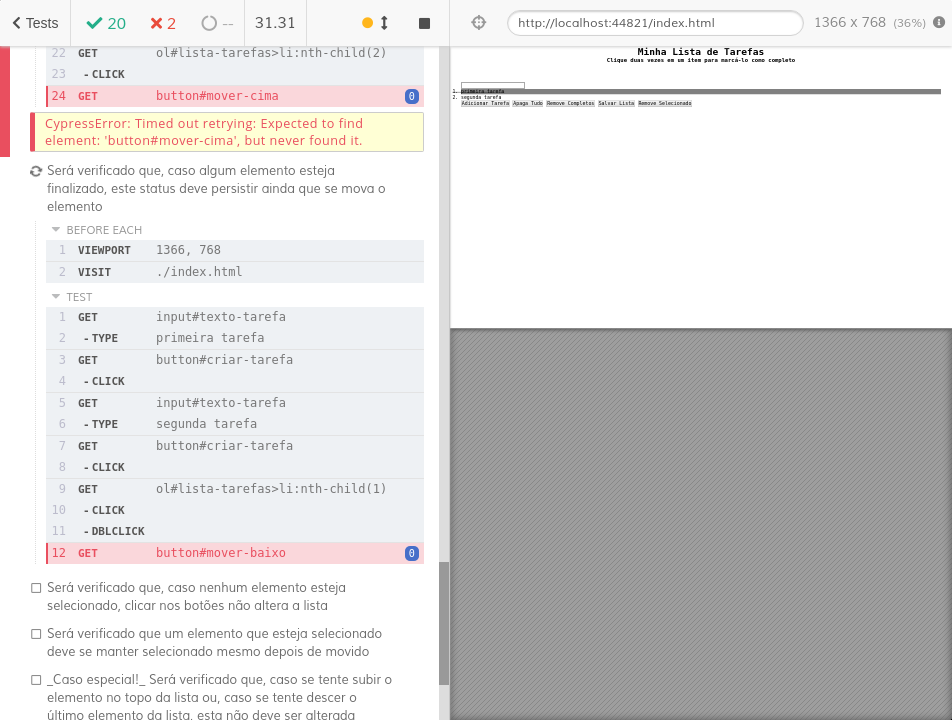 Tests 20 2 -- 31.31 http://localhost:44821/index.html 1366 x 768 (36%)
22 GET ol#lista-tarefas>li:nth-child(2)
23 -CLICK
24 GET button#mover-cima 0
CypressError: Timed out retrying: Expected to find
element: 'button#mover-cima', but never found it.
Será verificado que, caso algum elemento esteja
finalizado, este status deve persistir ainda que se mova o
elemento
BEFORE EACH
1 VIEWPORT 1366, 768
2 VISIT ./index.html
TEST
1 GET input#texto-tarefa
2 -TYPE primeira tarefa
3 GET button#criar-tarefa
4 -CLICK
5 GET input#texto-tarefa
6 -TYPE segunda tarefa
7 GET button#criar-tarefa
8 -CLICK
9 GET ol#lista-tarefas>li:nth-child(1)
10 -CLICK
11 -DBLCLICK
12 GET button#mover-baixo 0
Será verificado que, caso nenhum elemento esteja
selecionado, clicar nos botões não altera a lista
Será verificado que um elemento que esteja selecionado
deve se manter selecionado mesmo depois de movido
_Caso especial!_ Será verificado que, caso se tente subir o
elemento no topo da lista ou, caso se tente descer o
último elemento da lista, esta não deve ser alterada
Minha Lista de Tarefas
Clique duas vezes em um item para marcá-lo como completo
1. primeira tarefa
2. segunda tarefa
Adicionar Tarefa Apaga Tudo Remove Completos Salvar Lista Remove Selecionado